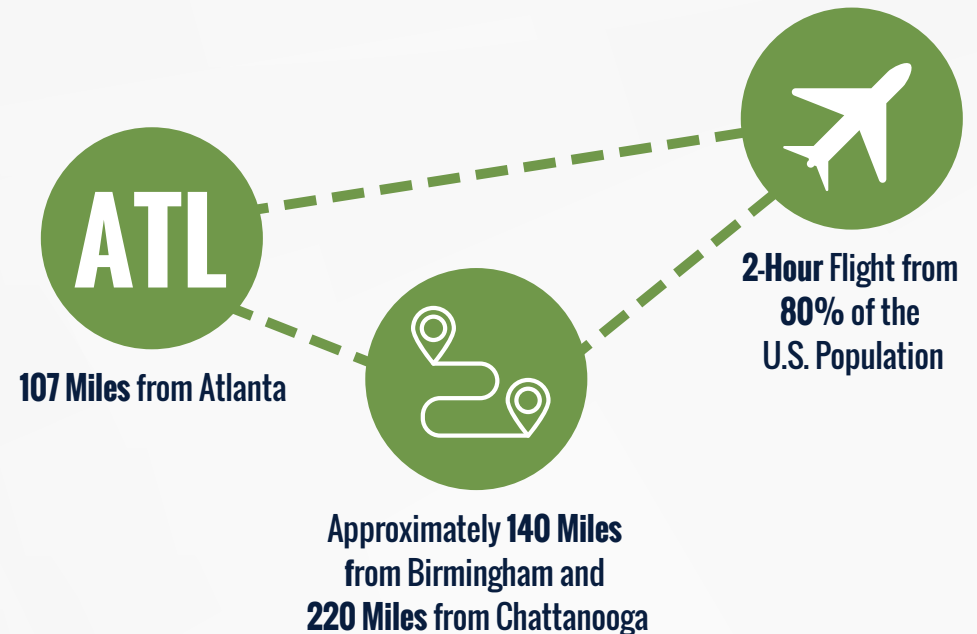 ATL
107 Miles from Atlanta
Approximately 140 Miles
from Birmingham and
220 Miles from Chattanooga
2-Hour Flight from
80% of the
U.S. Population